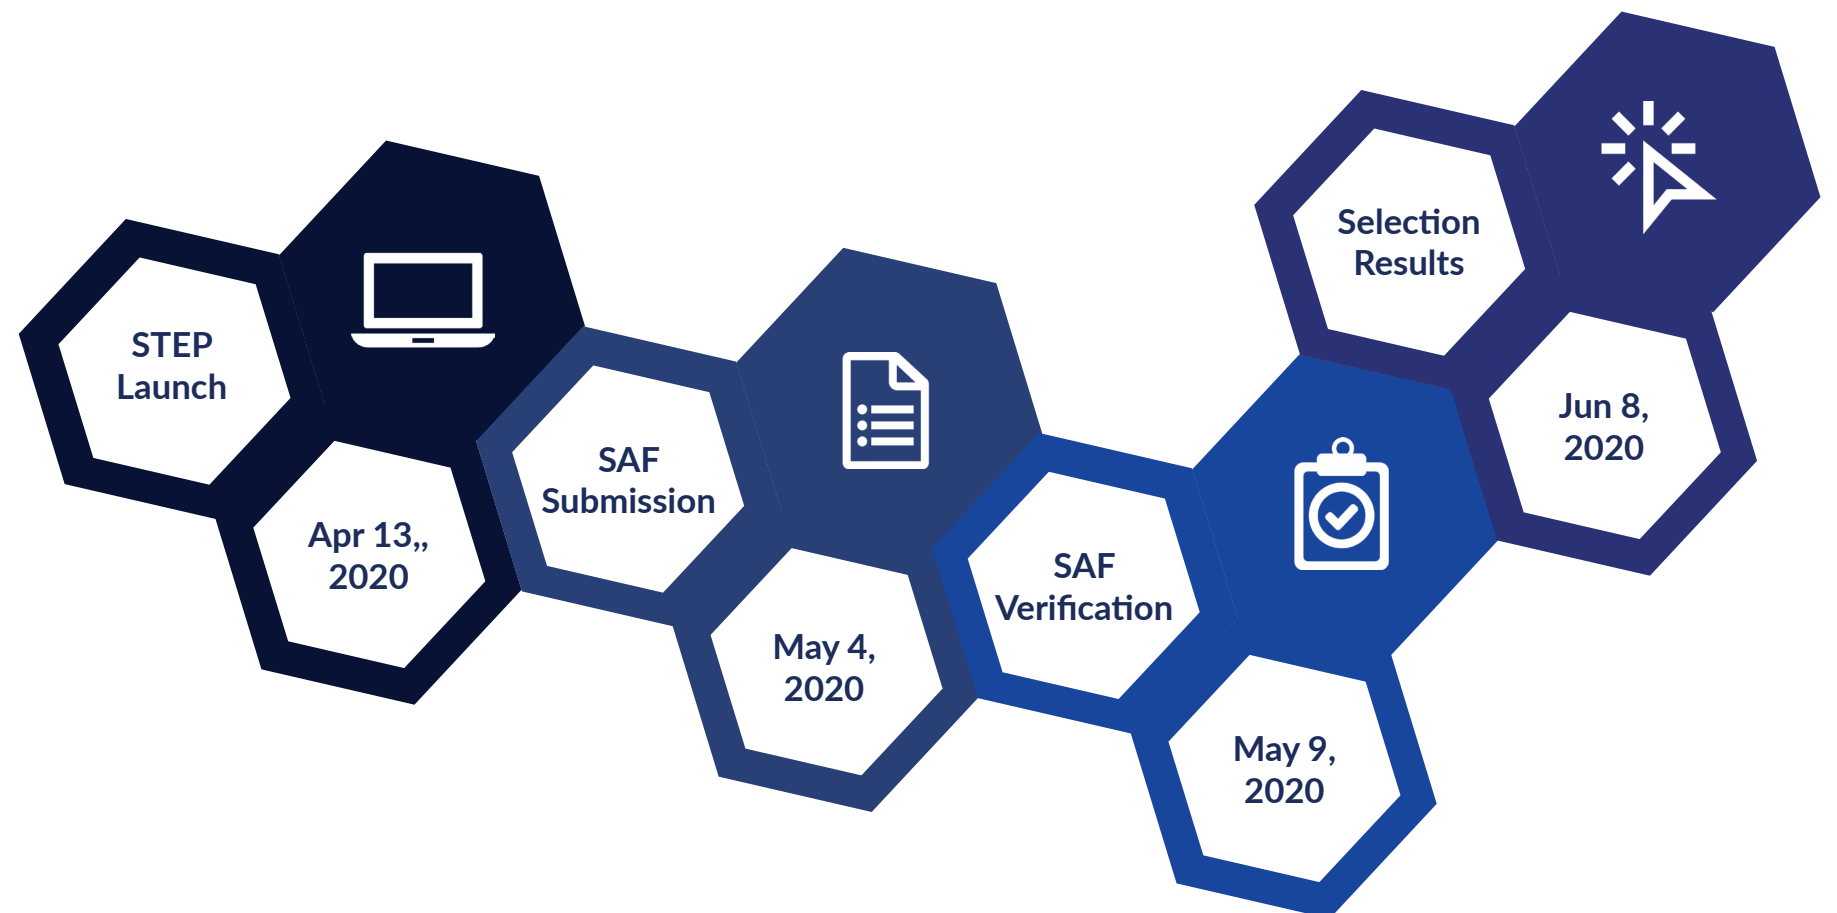 STEP
Launch
Apr 13,,
2020
SAF
Submission
May 4,
2020
SAF
Verification
May 9,
2020
Selection
Results
Jun 8,
2020